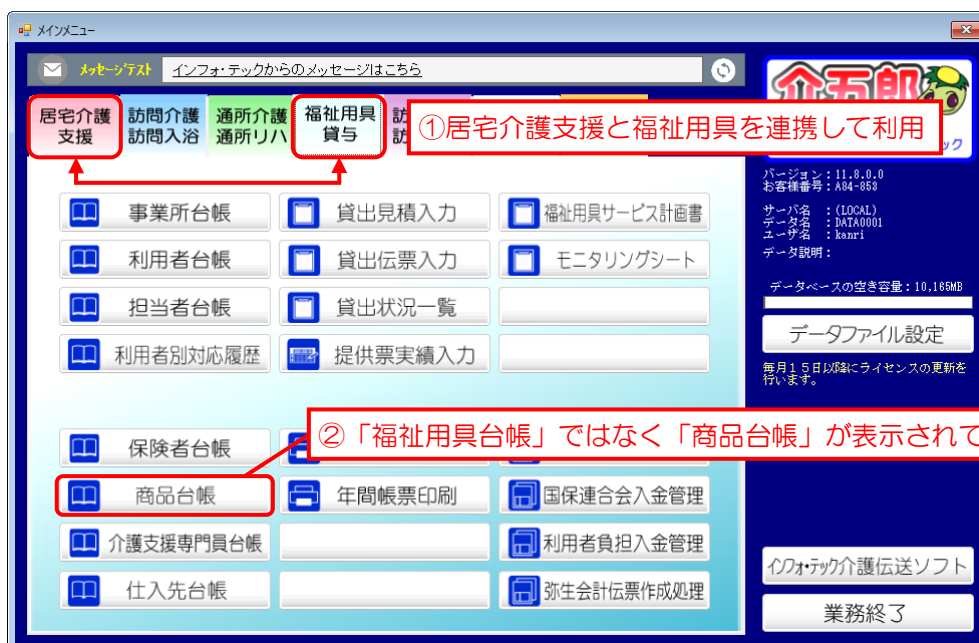 メインメニュー
メッセージテスト インフォ・テックからのメッセージはこちら
介五郎
居宅介護
支援
訪問介護
訪問入浴
通所介護
通所リハ
福祉用具
貸与
訪
訪
①居宅介護支援と福祉用具を連携して利用
ック
バージョン：11.8.0.0
お客様番号：A84-853
サーバ名 ：(LOCAL)
データ名 ：DATA0001
ユーザ名 ：kanri
データ説明：
データベースの空き容量：10,165MB
データファイル設定
毎月15日以降にライセンスの更新を
行います。
事業所台帳 貸出見積入力 福祉用具サービス計画書
利用者台帳 貸出伝票入力 モニタリングシート
担当者台帳 貸出状況一覧
利用者別対応履歴 提供票実績入力
②「福祉用具台帳」ではなく「商品台帳」が表示されて
保険者台帳
商品台帳 年間帳票印刷 国保連合会入金管理
介護支援専門員台帳 利用者負担入金管理
仕入先台帳 弥生会計伝票作成処理
インフォ・テック介護伝送ソフト
業務終了